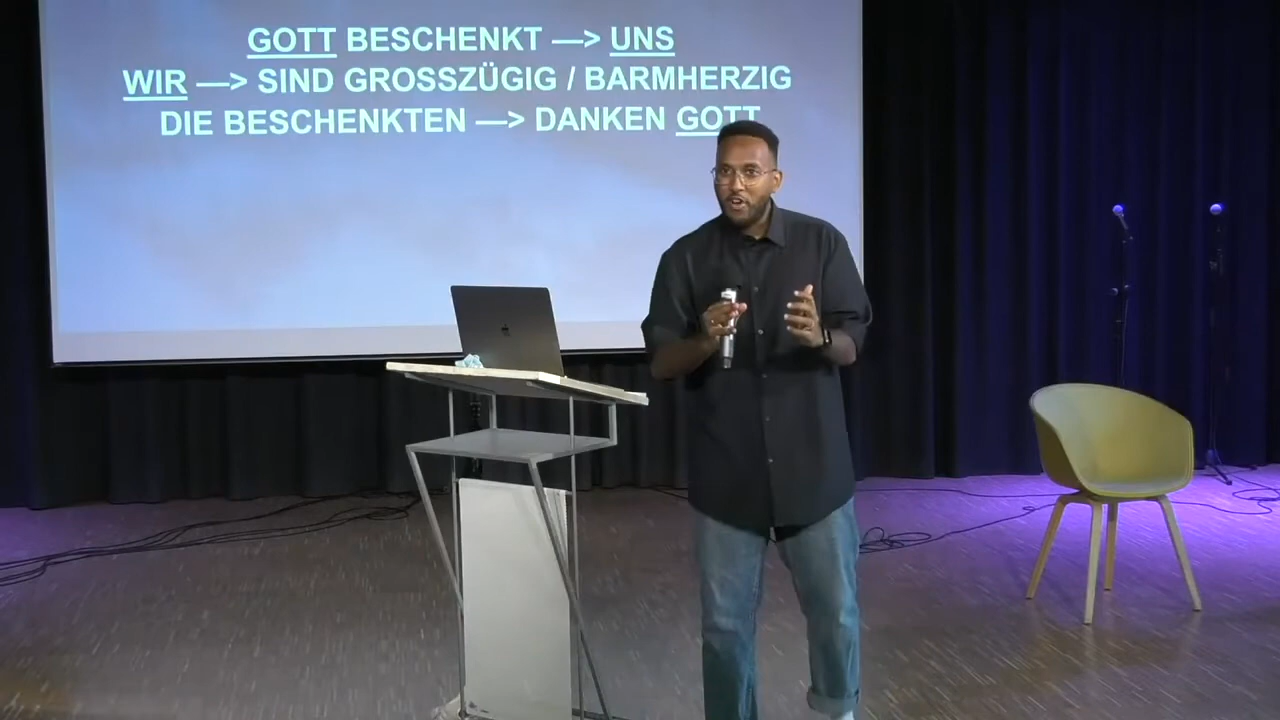 GOTT BESCHENKT —> UNS
WIR —> SIND GROSSZÜGIG / BARMHERZIG
DIE BESCHENKTEN —> DANKEN GOTT